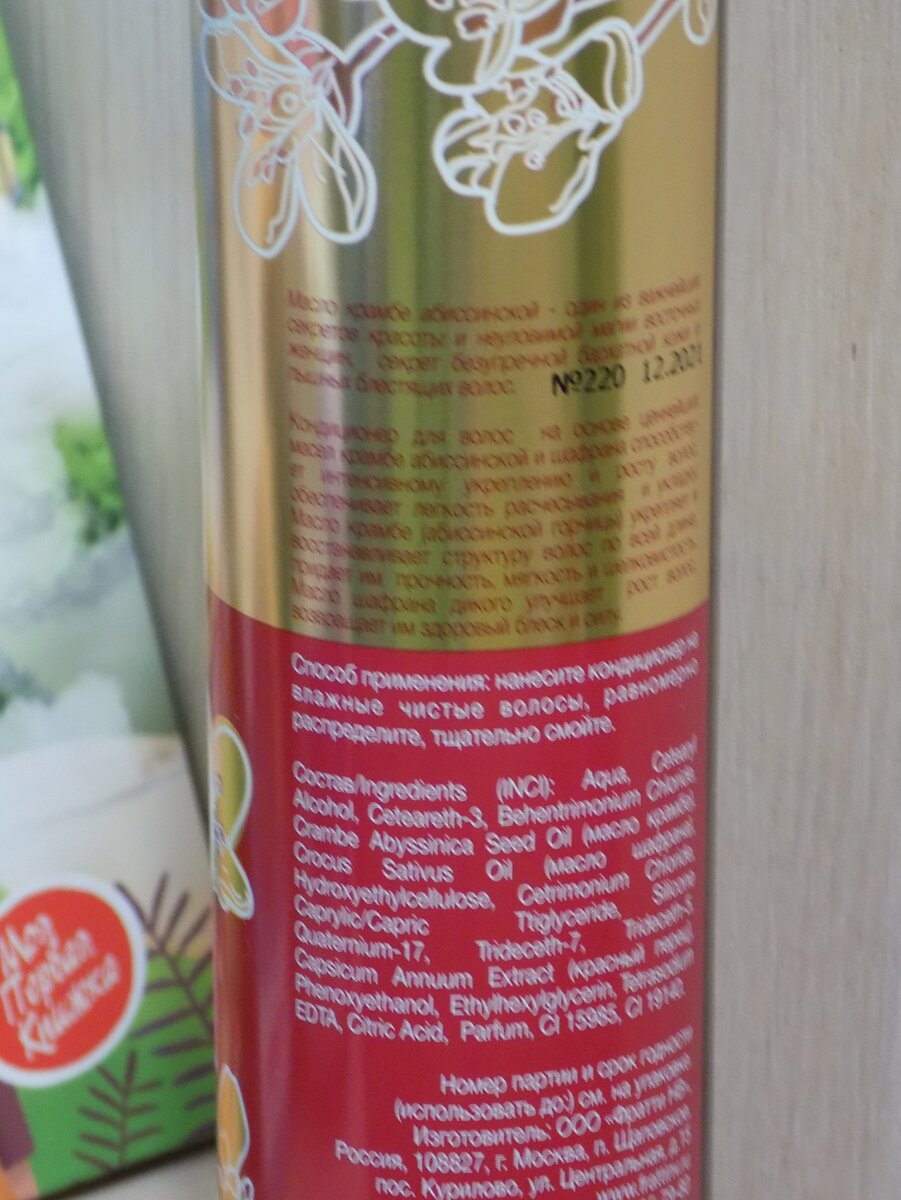 Масло крамбе абиссинской - один из важнейших
секретов красоты и неуловимой магии восточных
женщин, секрет безупречной бархатной кожи и
пышных блестящих волос.
№220 12.2021
Кондиционер для волос на основе ценнейших
масел крамбе абиссинской и шафрана способству-
ет интенсивному укреплению и росту волос,
обеспечивает легкость расчесывания и укладку.
Масло крамбе (абиссинской горчицы) укрепляет и
восстанавливает структуру волос по всей длине,
придает им прочность, мягкость и шелковистость.
Масло шафрана дикого улучшает рост волос,
возвращает им здоровый блеск и силу.
Способ применения: нанесите кондиционер на
влажные чистые волосы, равномерно
распределите, тщательно смойте.
Состав/Ingredients (INCI): Aqua, Cetearyl
Alcohol, Ceteareth-3, Behentrimonium Chloride,
Crambe Abyssinica Seed Oil (масло крамбе),
Crocus Sativus Oil (масло шафрана),
Hydroxyethylcellulose, Cetrimonium Chloride,
Caprylic/Capric Ttiglyceride, Silicone
Quaternium-17, Trideceth-7, Trideceth-5
Capsicum Annuum Extract (красный перец),
Phenoxyethanol, Ethylhexylglycerin, Tetrasodium
EDTA, Citric Acid, Parfum, CI 15985, CI 19140.
Номер партии и срок годности
(использовать до:) см. на упаковке
Изготовитель: ООО «Фратти НВ»,
Россия, 108827, г. Москва, п. Щаповское,
пос. Курилово, ул. Центральная, д.
Моя
Первая
Книжка